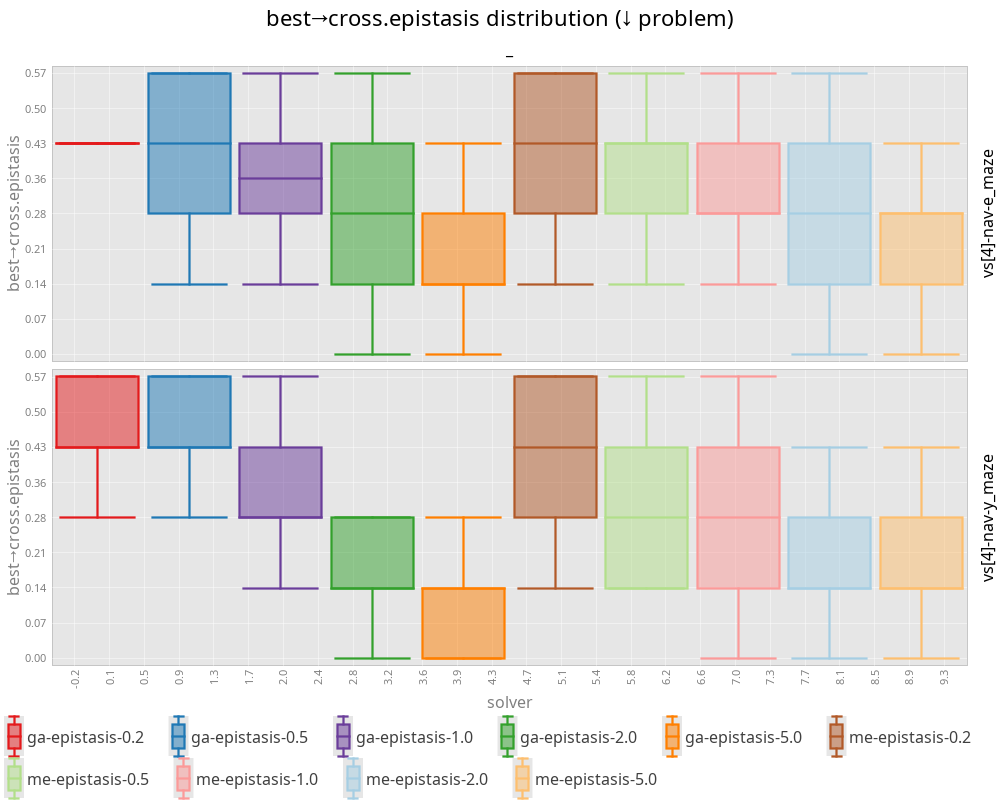 best→cross.epistasis distribution (↓ problem)
–
0.57
0.50
0.43
0.36
0.28
0.21
0.14
0.07
0.00
best→cross.epistasis
vs[4]-nav-e_maze
0.57
0.50
0.43
0.36
0.28
0.21
0.14
0.07
0.00
best→cross.epistasis
vs[4]-nav-y_maze
-0.2 0.1 0.5 0.9 1.3 1.7 2.0 2.4 2.8 3.2 3.6 3.9 4.3 4.7 5.1 5.4 5.8 6.2 6.6 7.0 7.3 7.7 8.1 8.5 8.9 9.3
solver
ga-epistasis-0.2 ga-epistasis-0.5 ga-epistasis-1.0 ga-epistasis-2.0 ga-epistasis-5.0 me-epistasis-0.2
me-epistasis-0.5 me-epistasis-1.0 me-epistasis-2.0 me-epistasis-5.0